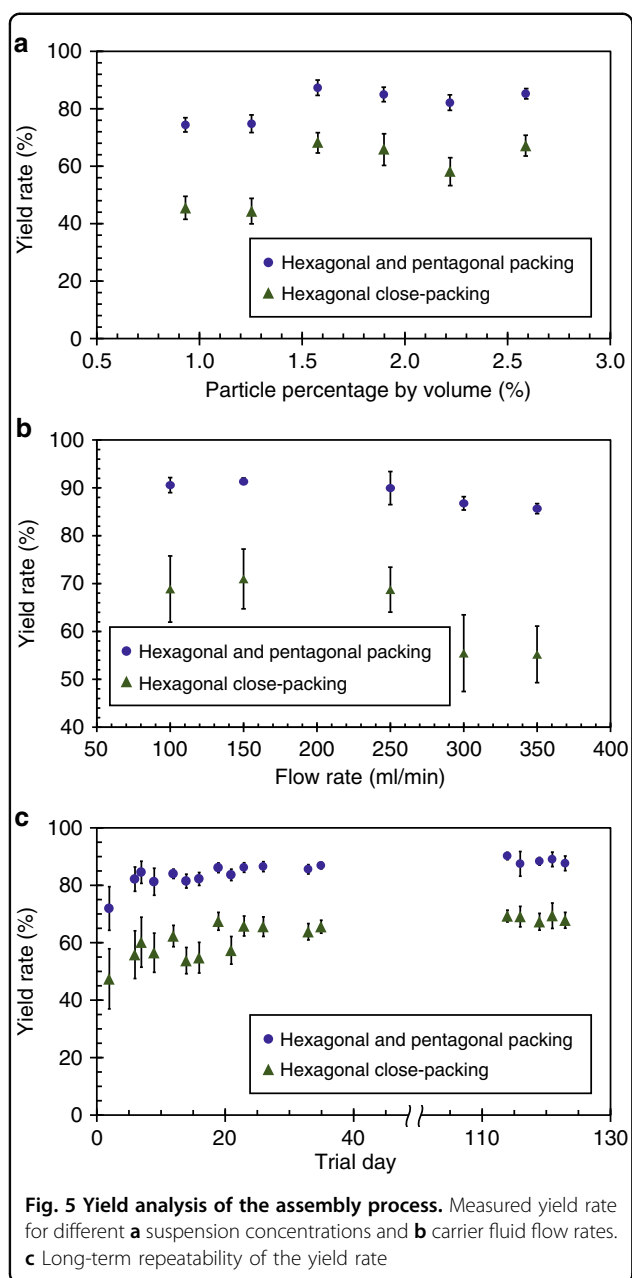 a
100
80
60
40
20
0
Yield rate (%)
Hexagonal and pentagonal packing
Hexagonal close-packing
0.5 1.0 1.5 2.0 2.5 3.0
Particle percentage by volume (%)
b
100
90
80
70
60
50
40
Yield rate (%)
Hexagonal and pentagonal packing
Hexagonal close-packing
50 100 150 200 250 300 350 400
Flow rate (ml/min)
c
100
80
60
40
20
0
Yield rate (%)
Hexagonal and pentagonal packing
Hexagonal close-packing
0 20 40 110 130
Trial day
Fig. 5 Yield analysis of the assembly process. Measured yield rate
for different a suspension concentrations and b carrier fluid flow rates.
c Long-term repeatability of the yield rate